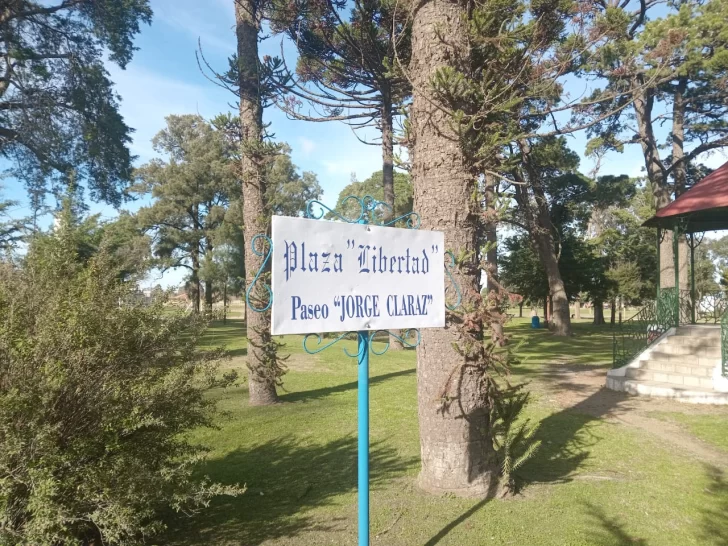 Plaza "Libertad"
Paseo "JORGE CLARAZ"